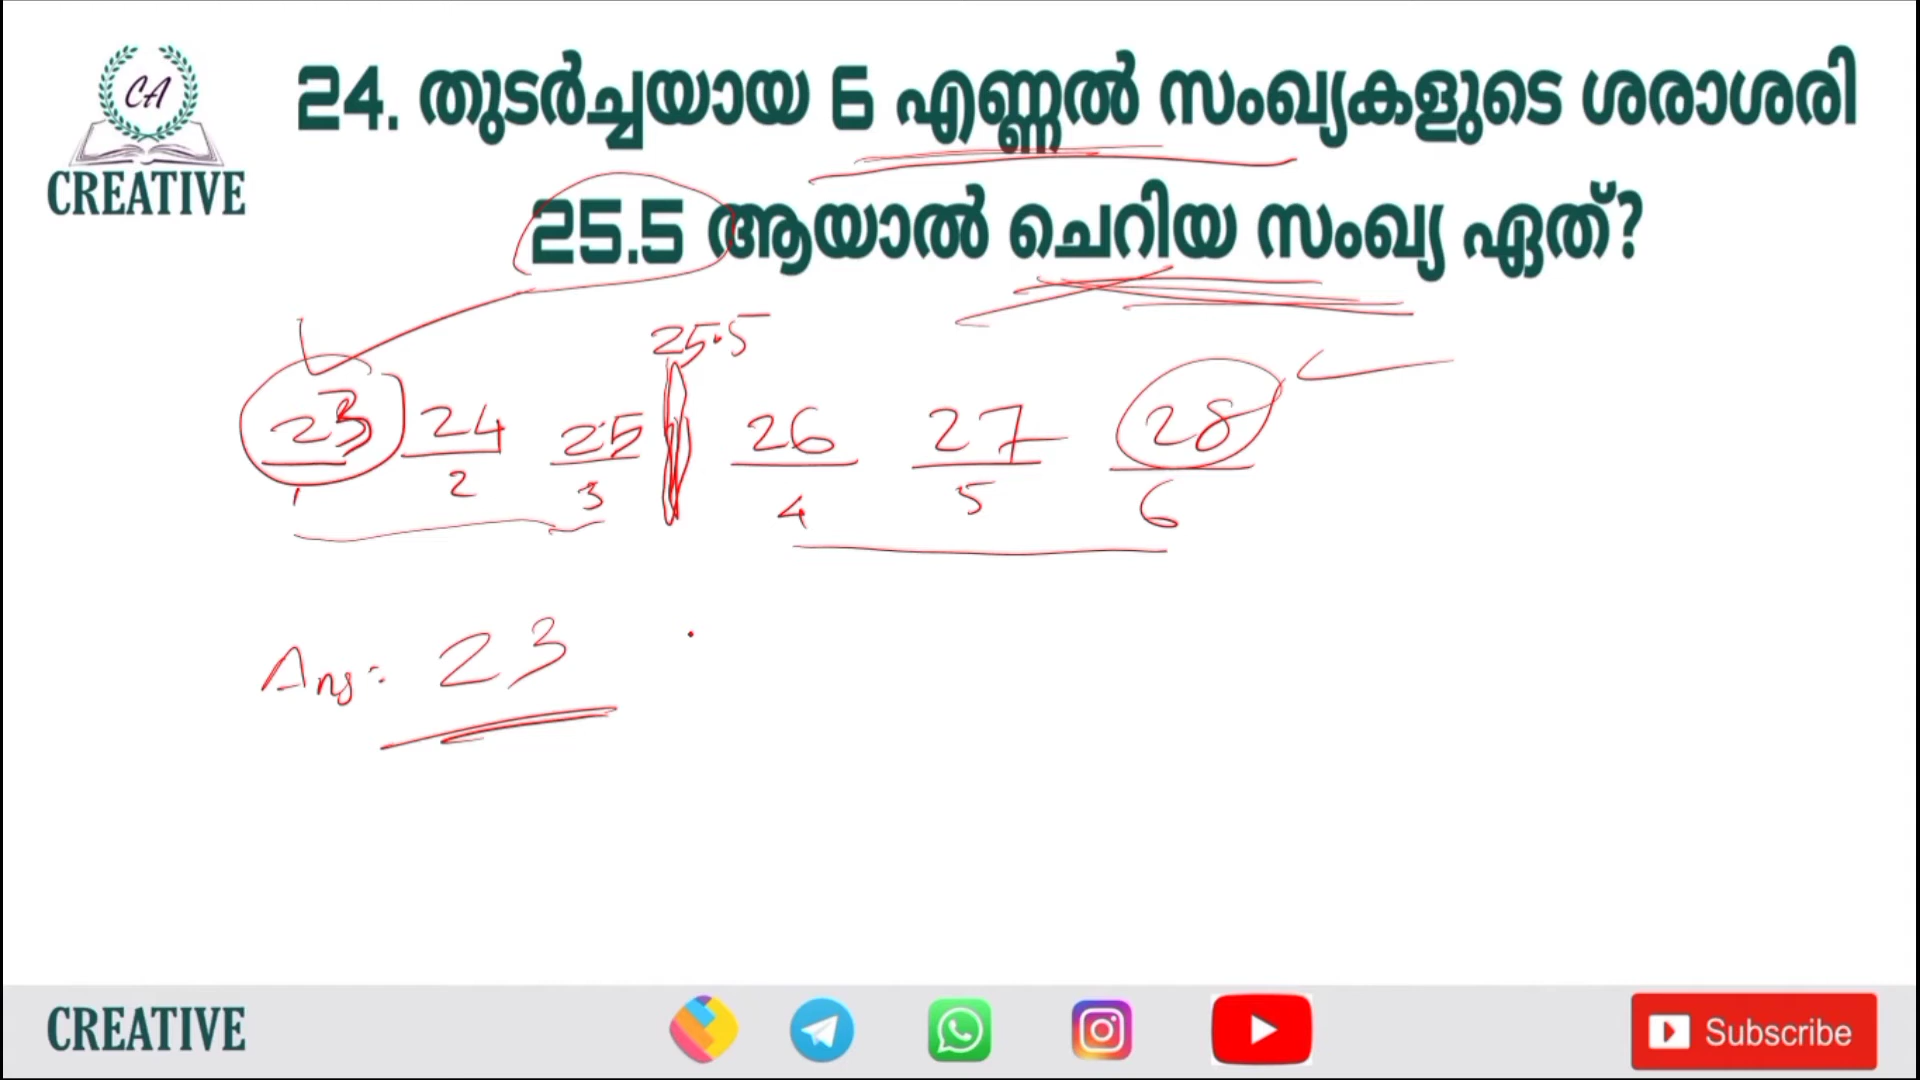 CA
CREATIVE
24. തുടർച്ചയായ 6 എണ്ണൽ സംഖ്യകളുടെ ശരാശരി
25.5 ആയാൽ ചെറിയ സംഖ്യ ഏത്?
25.5
23 24 25 26 27 28
1 2 3 4 5 6
Ans: 23
CREATIVE
Subscribe